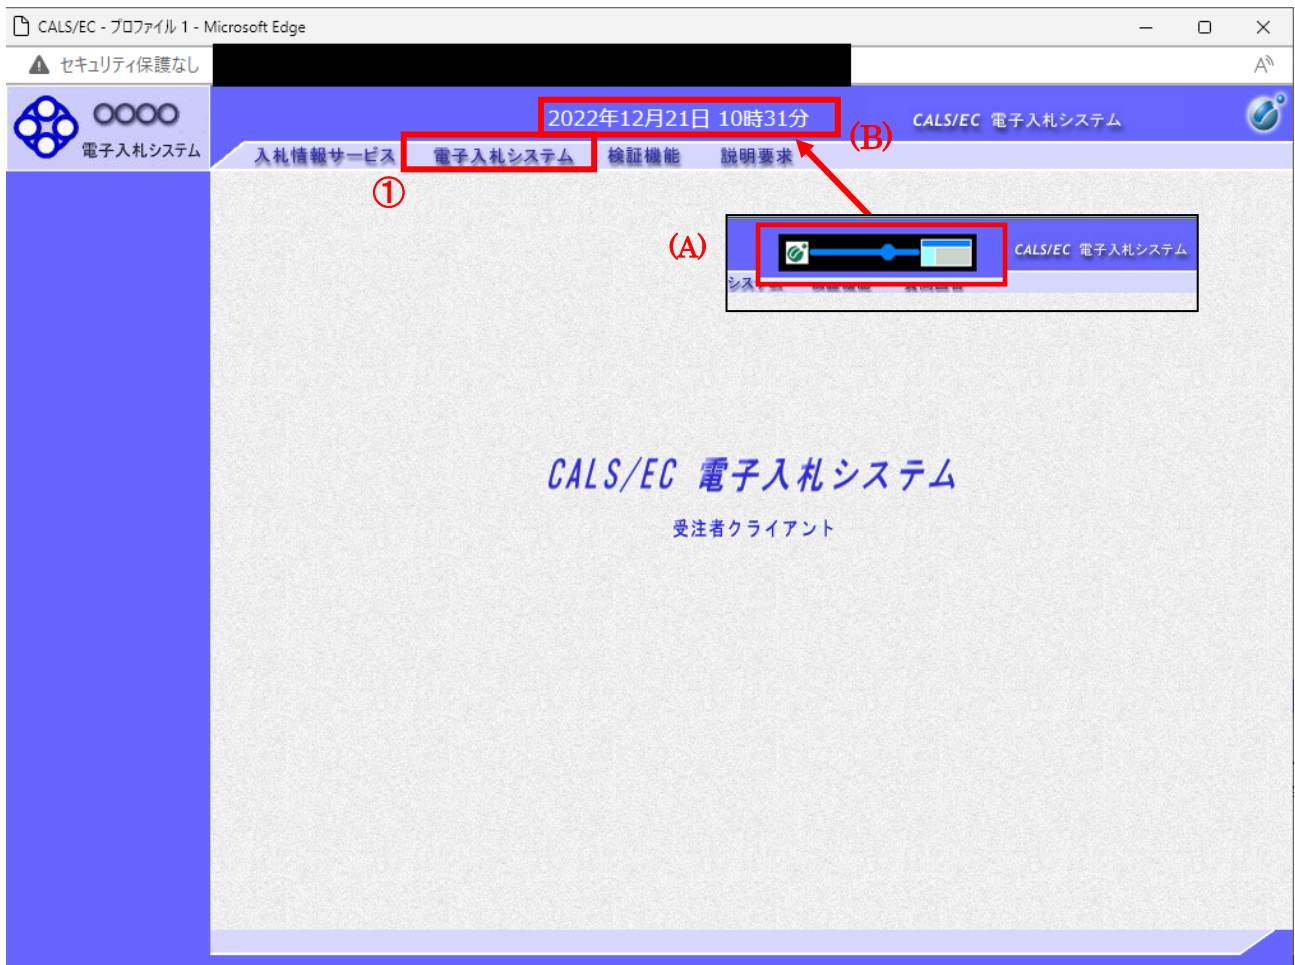 CALS/EC - プロファイル 1 - Microsoft Edge
セキュリティ保護なし
A
○○○○
電子入札システム
2022年12月21日 10時31分
(B)
CALS/EC 電子入札システム
入札情報サービス 電子入札システム 検証機能 説明要求
①
(A)
CALS/EC 電子入札システム
システム
CALS/EC 電子入札システム
受注者クライアント